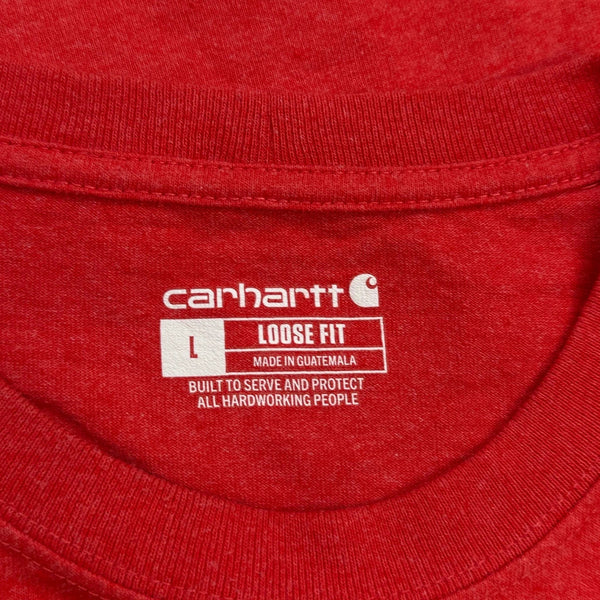 carhartt
L LOOSE FIT
MADE IN GUATEMALA
BUILT TO SERVE AND PROTECT
ALL HARDWORKING PEOPLE